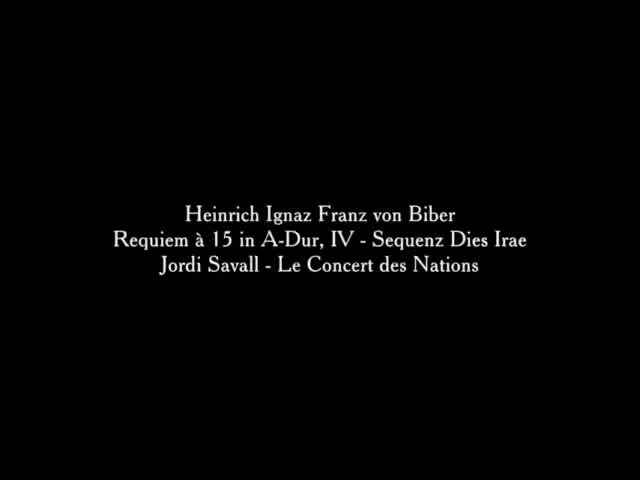 Heinrich Ignaz Franz von Biber
Requiem à 15 in A-Dur, IV - Sequenz Dies Irae
Jordi Savall - Le Concert des Nations